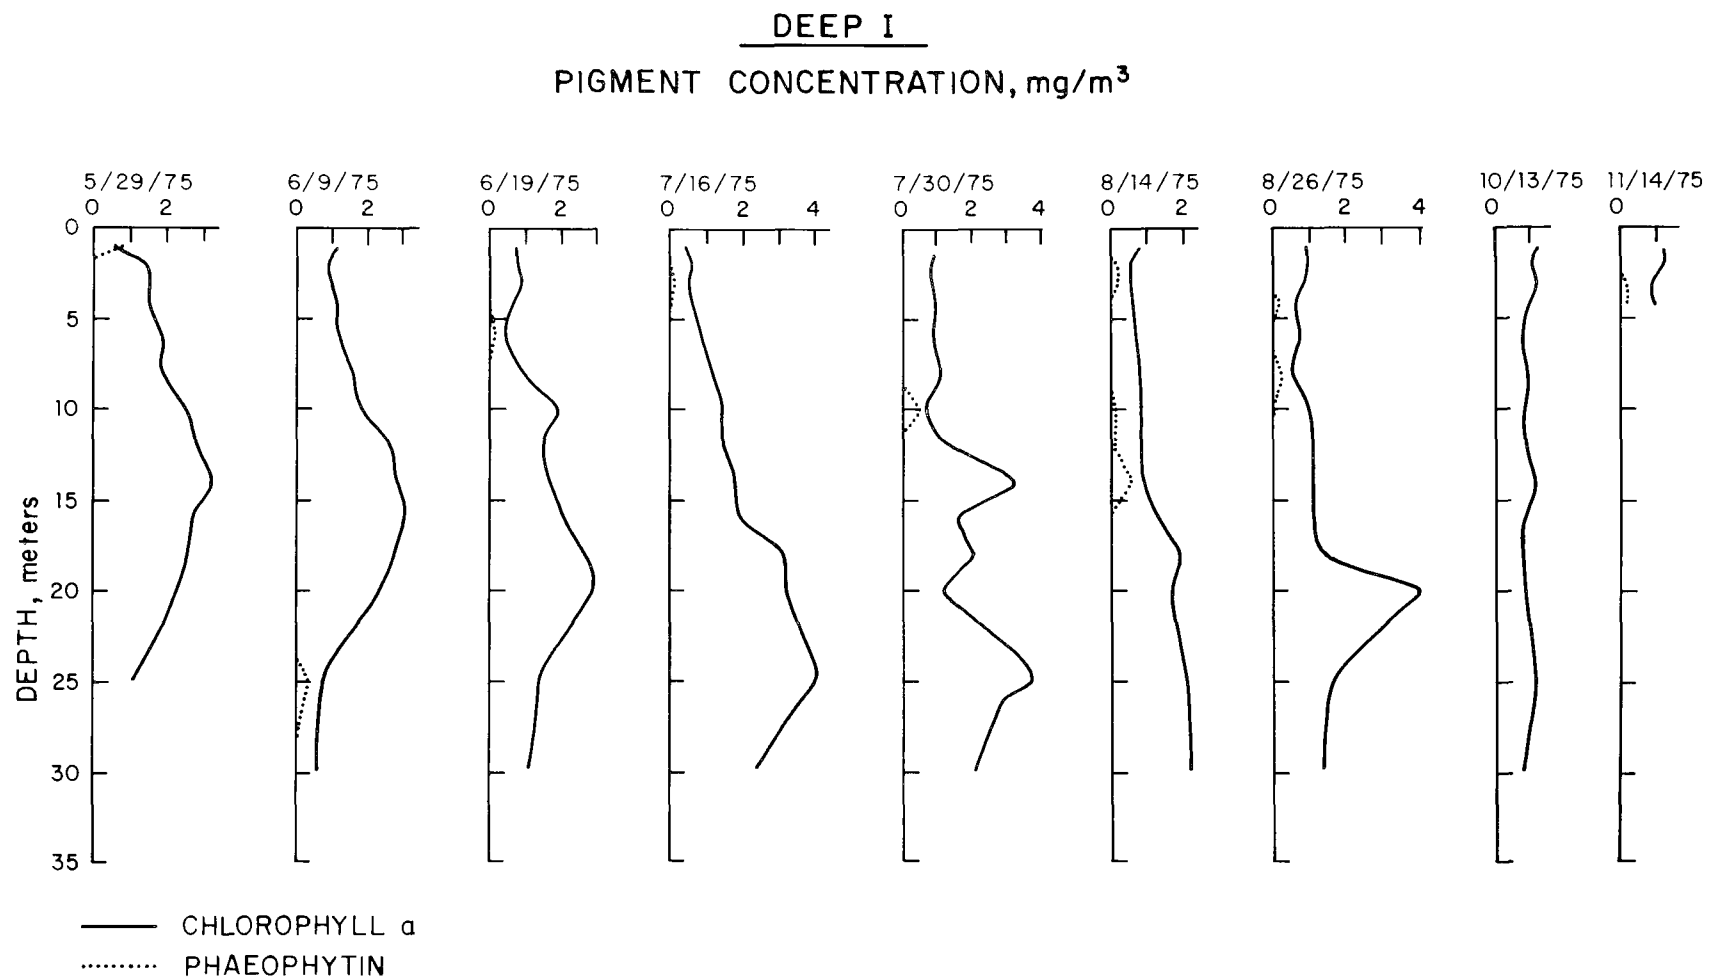 DEEP I
PIGMENT CONCENTRATION, mg/m³
5/29/75 6/9/75 6/19/75 7/16/75 7/30/75 8/14/75 8/26/75 10/13/75 11/14/75
0 2 0 2 0 2 0 2 4 0 2 4 0 2 0 2 4 0 0
0
5
10
15
20
25
30
35
DEPTH, meters
CHLOROPHYLL a
PHAEOPHYTIN